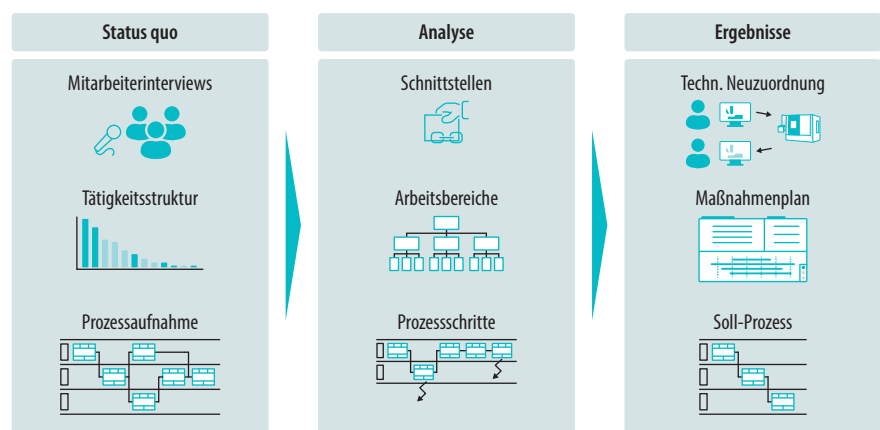 Status quo
Mitarbeiterinterviews
Tätigkeitsstruktur
Prozessaufnahme
Analyse
Schnittstellen
Arbeitsbereiche
Prozessschritte
Ergebnisse
Techn. Neuzuordnung
Maßnahmenplan
Soll-Prozess